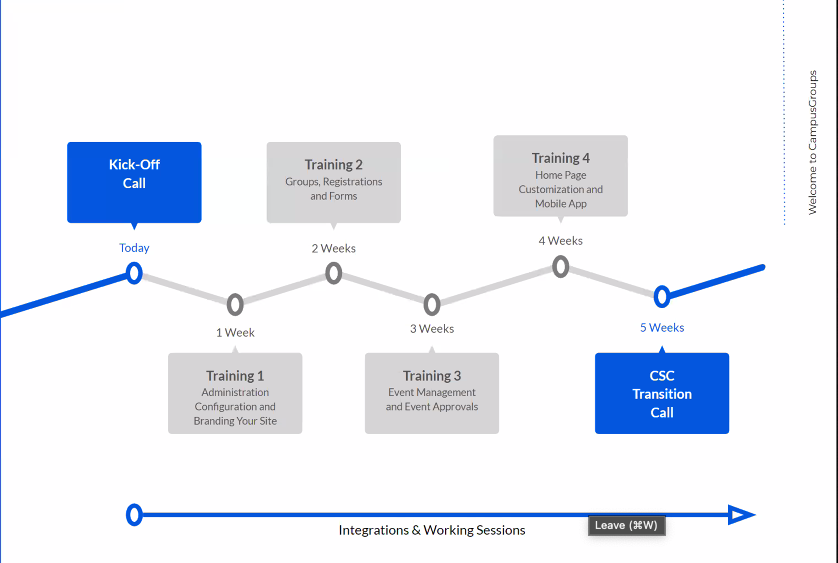 Welcome to CampusGroups
Kick-Off
Call
Today
Training 2
Groups, Registrations
and Forms
2 Weeks
Training 4
Home Page
Customization and
Mobile App
4 Weeks
1 Week
Training 1
Administration
Configuration and
Branding Your Site
3 Weeks
Training 3
Event Management
and Event Approvals
5 Weeks
CSC
Transition
Call
Integrations & Working Sessions
Leave (⌘W)